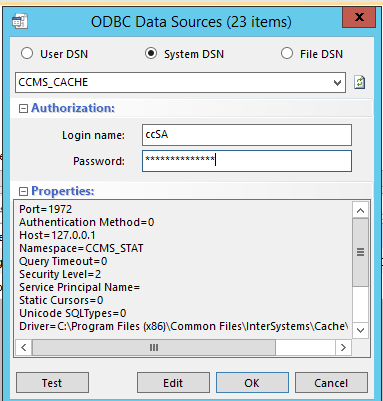 ODBC Data Sources (23 items)
User DSN System DSN File DSN
CCMS_CACHE
Authorization:
Login name: ccSA
Password: **************
Properties:
Port=1972
Authentication Method=0
Host=127.0.0.1
Namespace=CCMS_STAT
Query Timeout=0
Security Level=2
Service Principal Name=
Static Cursors=0
Unicode SQLTypes=0
Driver=C:\Program Files (x86)\Common Files\InterSystems\Cache\
Test Edit OK Cancel